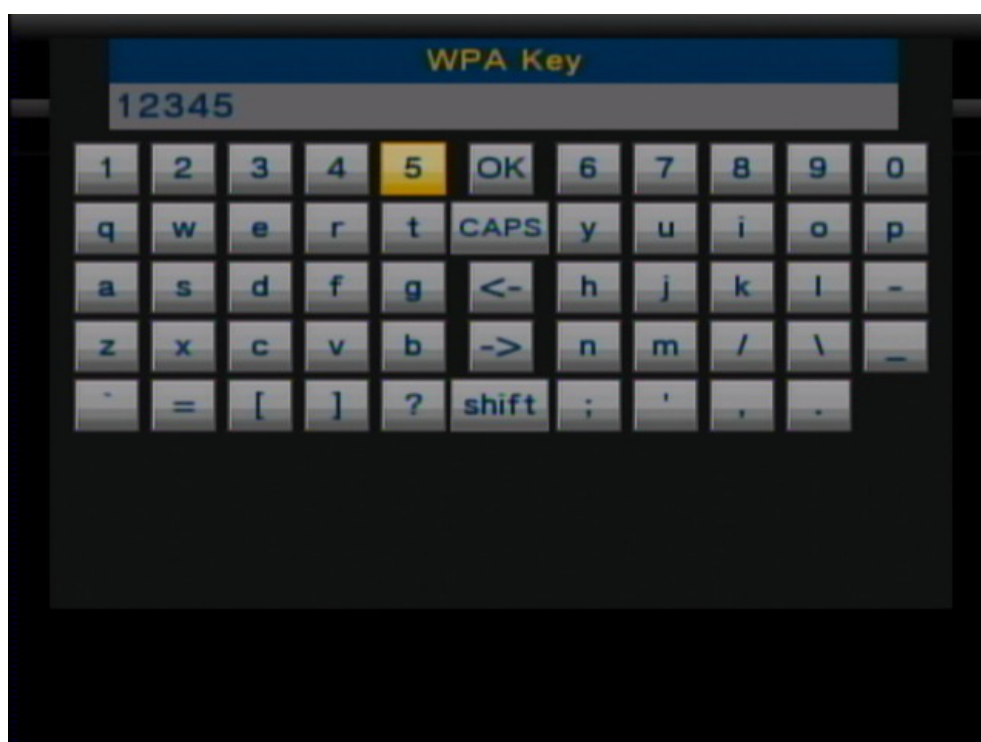 WPA Key
12345
1 2 3 4 5 OK 6 7 8 9 0
q w e r t CAPS y u i o p
a s d f g <- h j k l -
z x c v b -> n m / \ _
` = [ ] ? shift ; ' , .